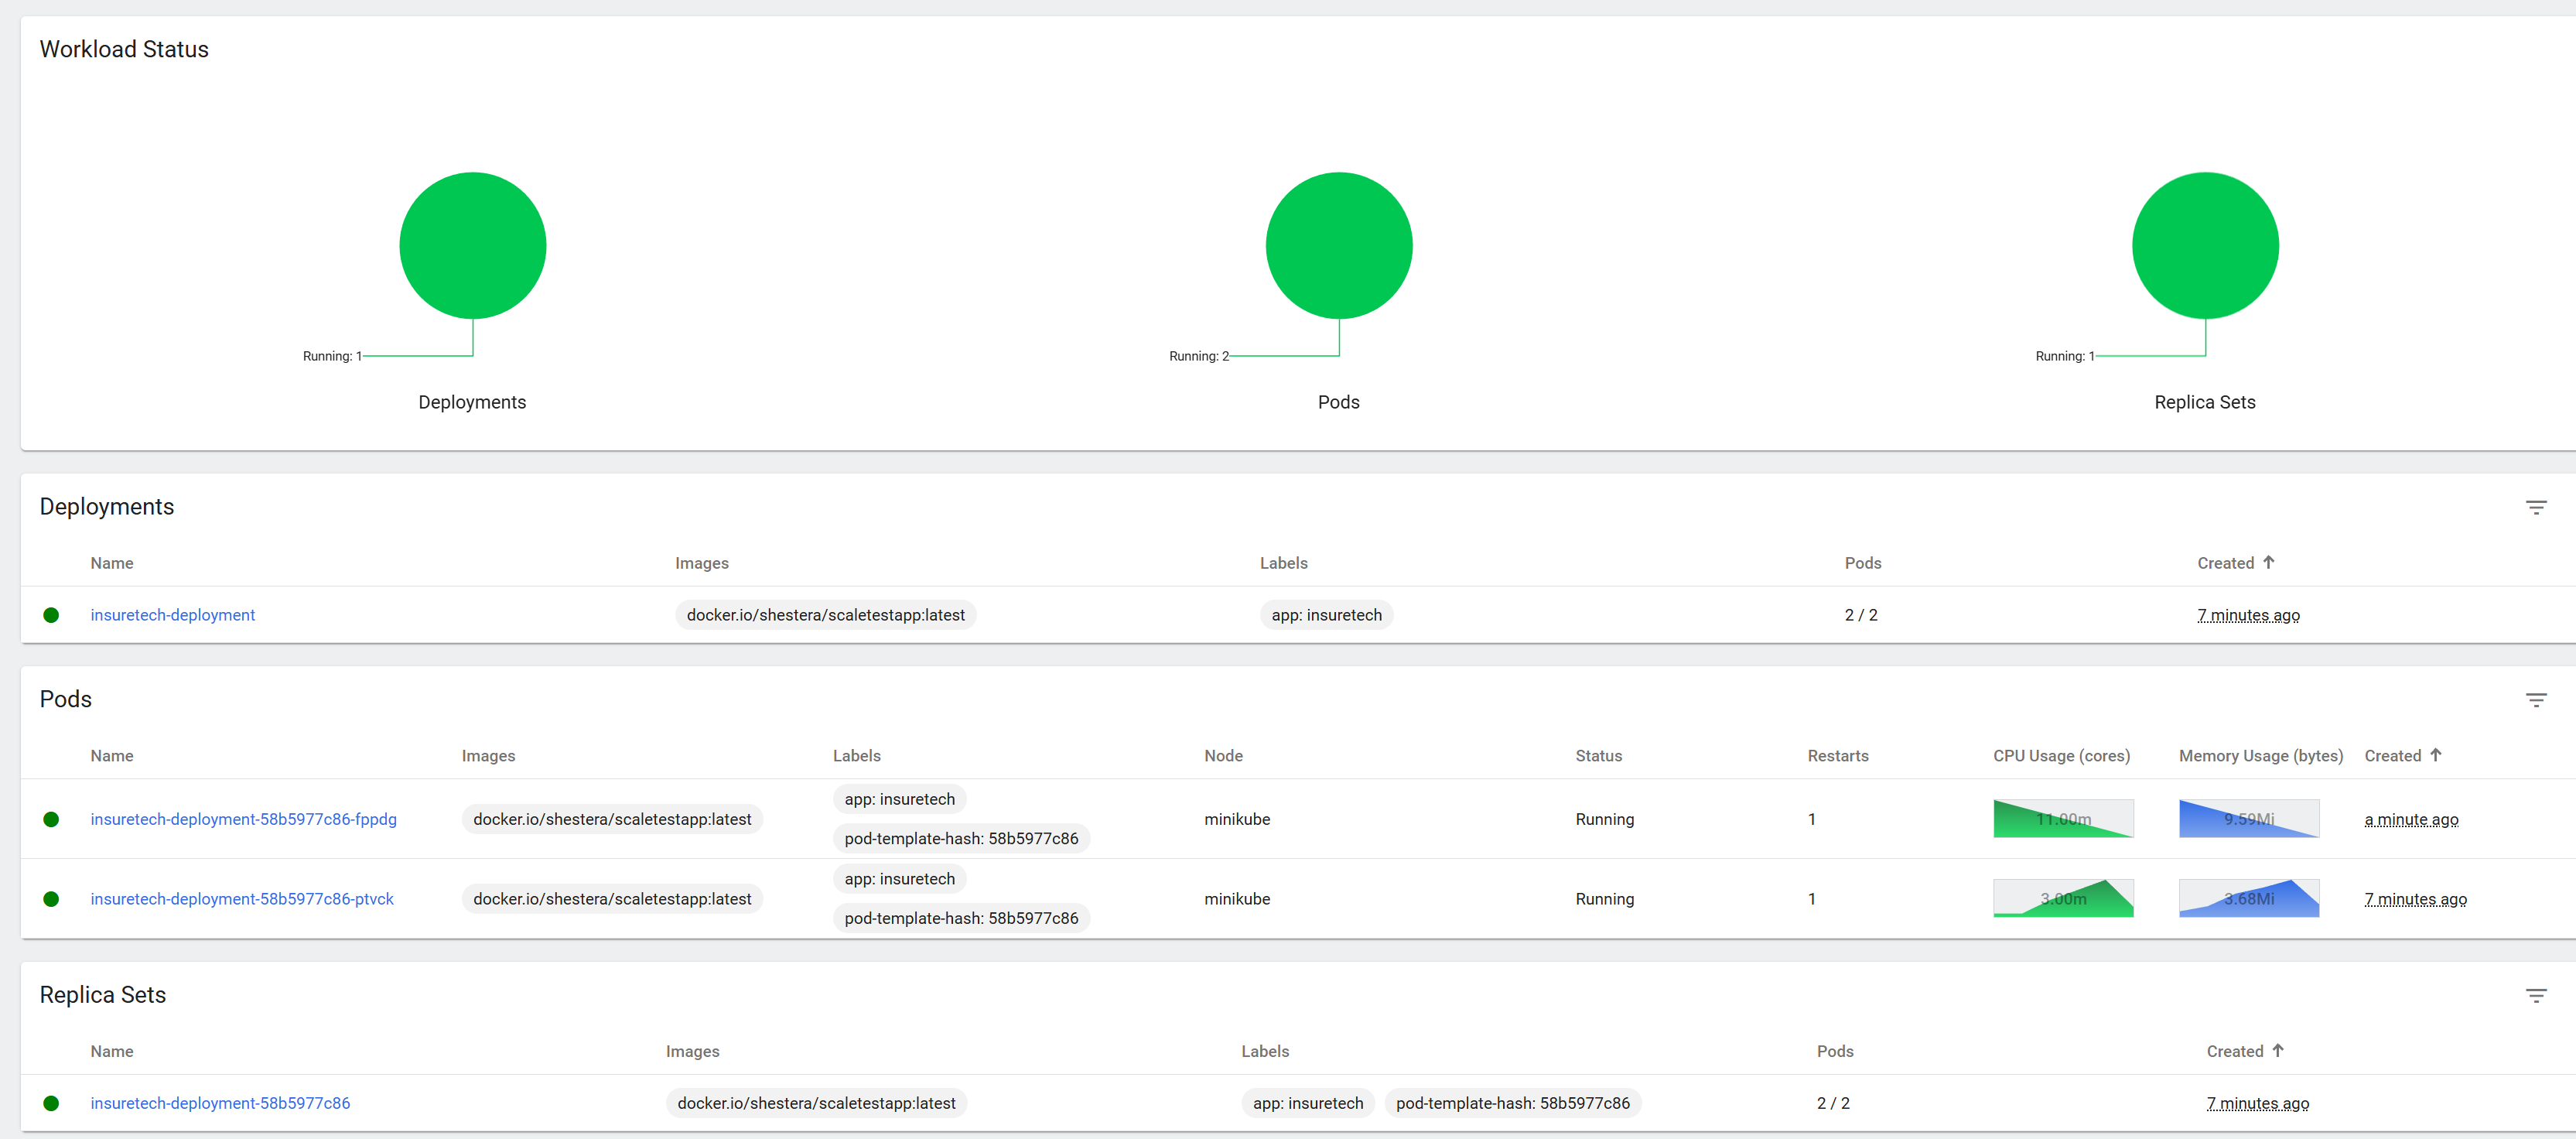 Workload Status
Running: 1
Running: 2
Running: 1
Deployments
Pods
Replica Sets
Deployments
Name Images Labels Pods Created
insuretech-deployment docker.io/shestera/scaletestapp:latest app: insuretech 2 / 2 7 minutes ago
Pods
Name Images Labels Node Status Restarts CPU Usage (cores) Memory Usage (bytes) Created
app: insuretech
insuretech-deployment-58b5977c86-fppdg docker.io/shestera/scaletestapp:latest minikube Running 1 11.00m 9.59Mi a minute ago
pod-template-hash: 58b5977c86
app: insuretech
insuretech-deployment-58b5977c86-ptvck docker.io/shestera/scaletestapp:latest minikube Running 1 3.00m 3.68Mi 7 minutes ago
pod-template-hash: 58b5977c86
Replica Sets
Name Images Labels Pods Created
insuretech-deployment-58b5977c86 docker.io/shestera/scaletestapp:latest app: insuretech pod-template-hash: 58b5977c86 2 / 2 7 minutes ago